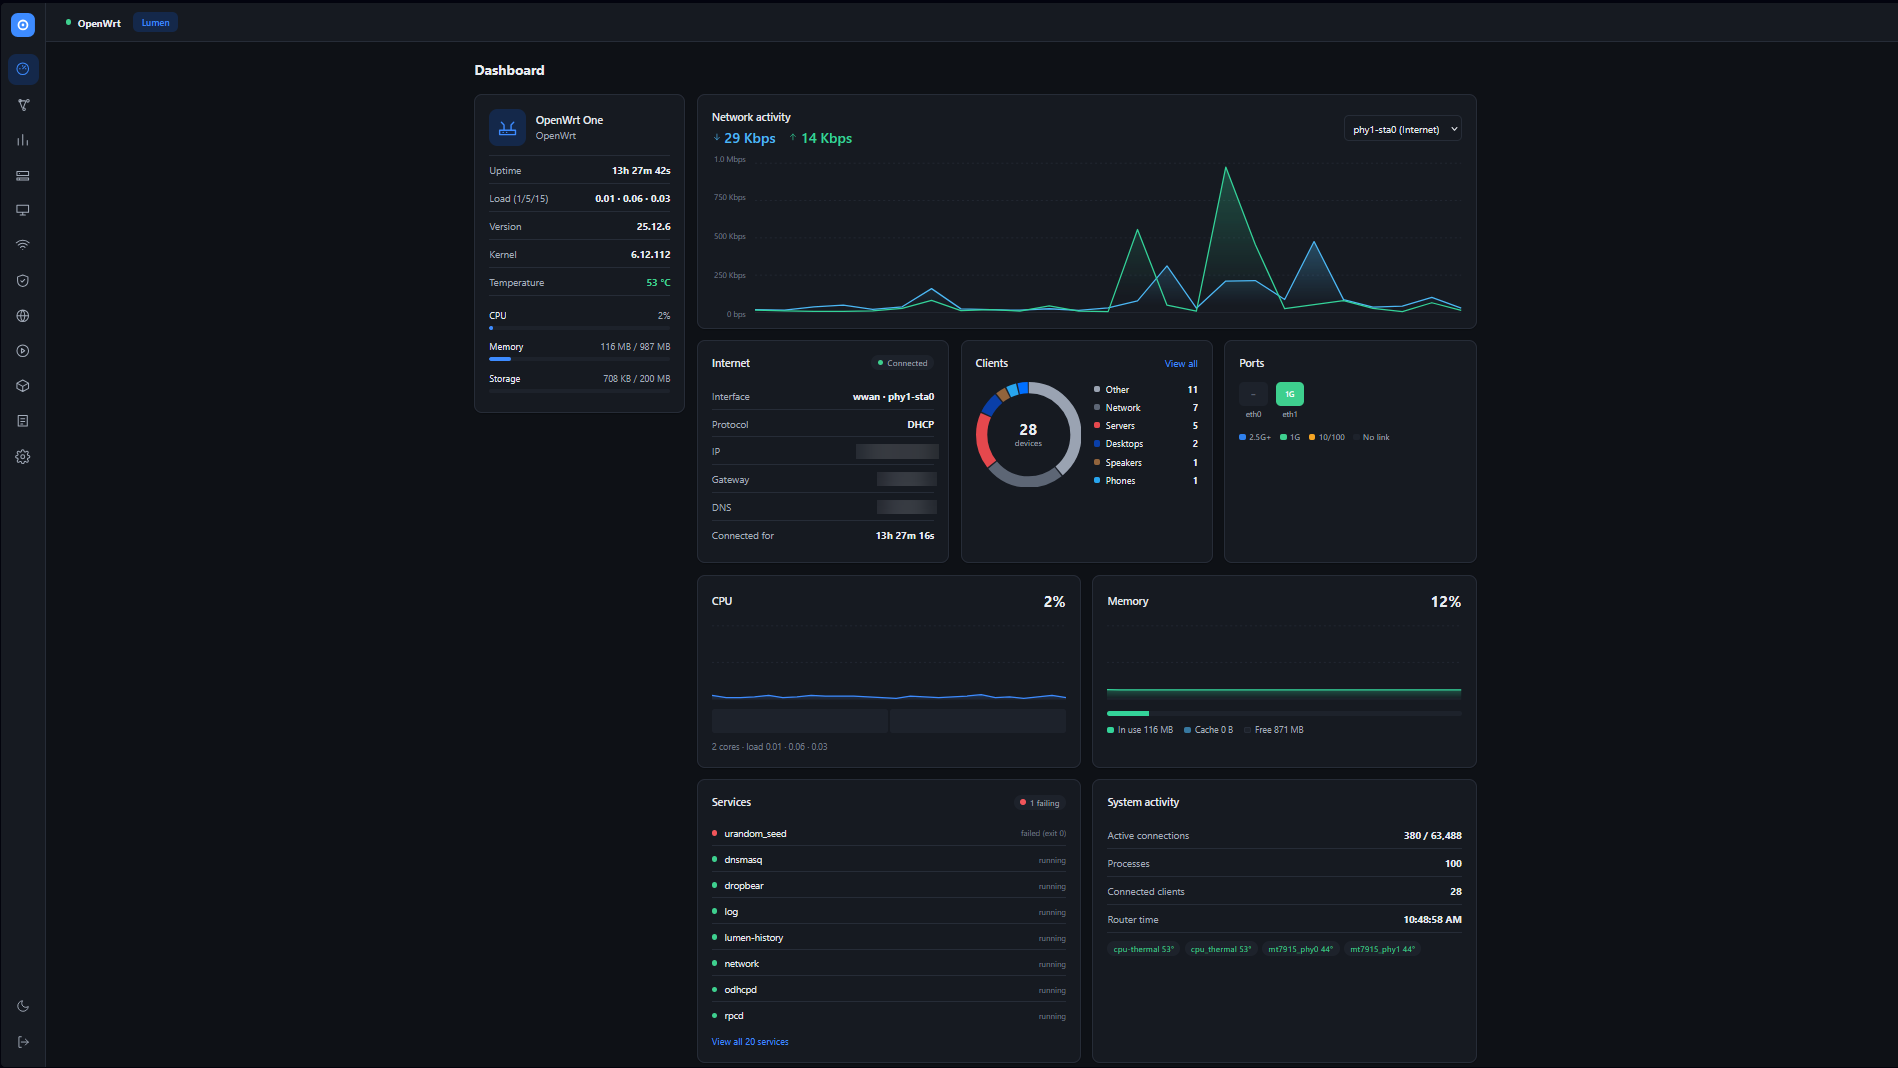 OpenWrt Lumen
Dashboard
OpenWrt One
OpenWrt
Uptime 13h 27m 42s
Load (1/5/15) 0.01 · 0.06 · 0.03
Version 25.12.6
Kernel 6.12.112
Temperature 53 °C
CPU 2%
Memory 116 MB / 987 MB
Storage 708 KB / 200 MB
Network activity
↓ 29 Kbps ↑ 14 Kbps
phy1-sta0 (Internet)
1.0 Mbps
750 Kbps
500 Kbps
250 Kbps
0 bps
Internet Connected
Interface wwan · phy1-sta0
Protocol DHCP
IP
Gateway
DNS
Connected for 13h 27m 16s
Clients View all
28
devices
Other 11
Network 7
Servers 5
Desktops 2
Speakers 1
Phones 1
Ports
– 1G
eth0 eth1
2.5G+ 1G 10/100 No link
CPU 2%
2 cores · load 0.01 · 0.06 · 0.03
Memory 12%
In use 116 MB Cache 0 B Free 871 MB
Services 1 failing
urandom_seed failed (exit 0)
dnsmasq running
dropbear running
log running
lumen-history running
network running
odhcpd running
rpcd running
View all 20 services
System activity
Active connections 380 / 63,488
Processes 100
Connected clients 28
Router time 10:48:58 AM
cpu-thermal 53° cpu_thermal 53° mt7915_phy0 44° mt7915_phy1 44°